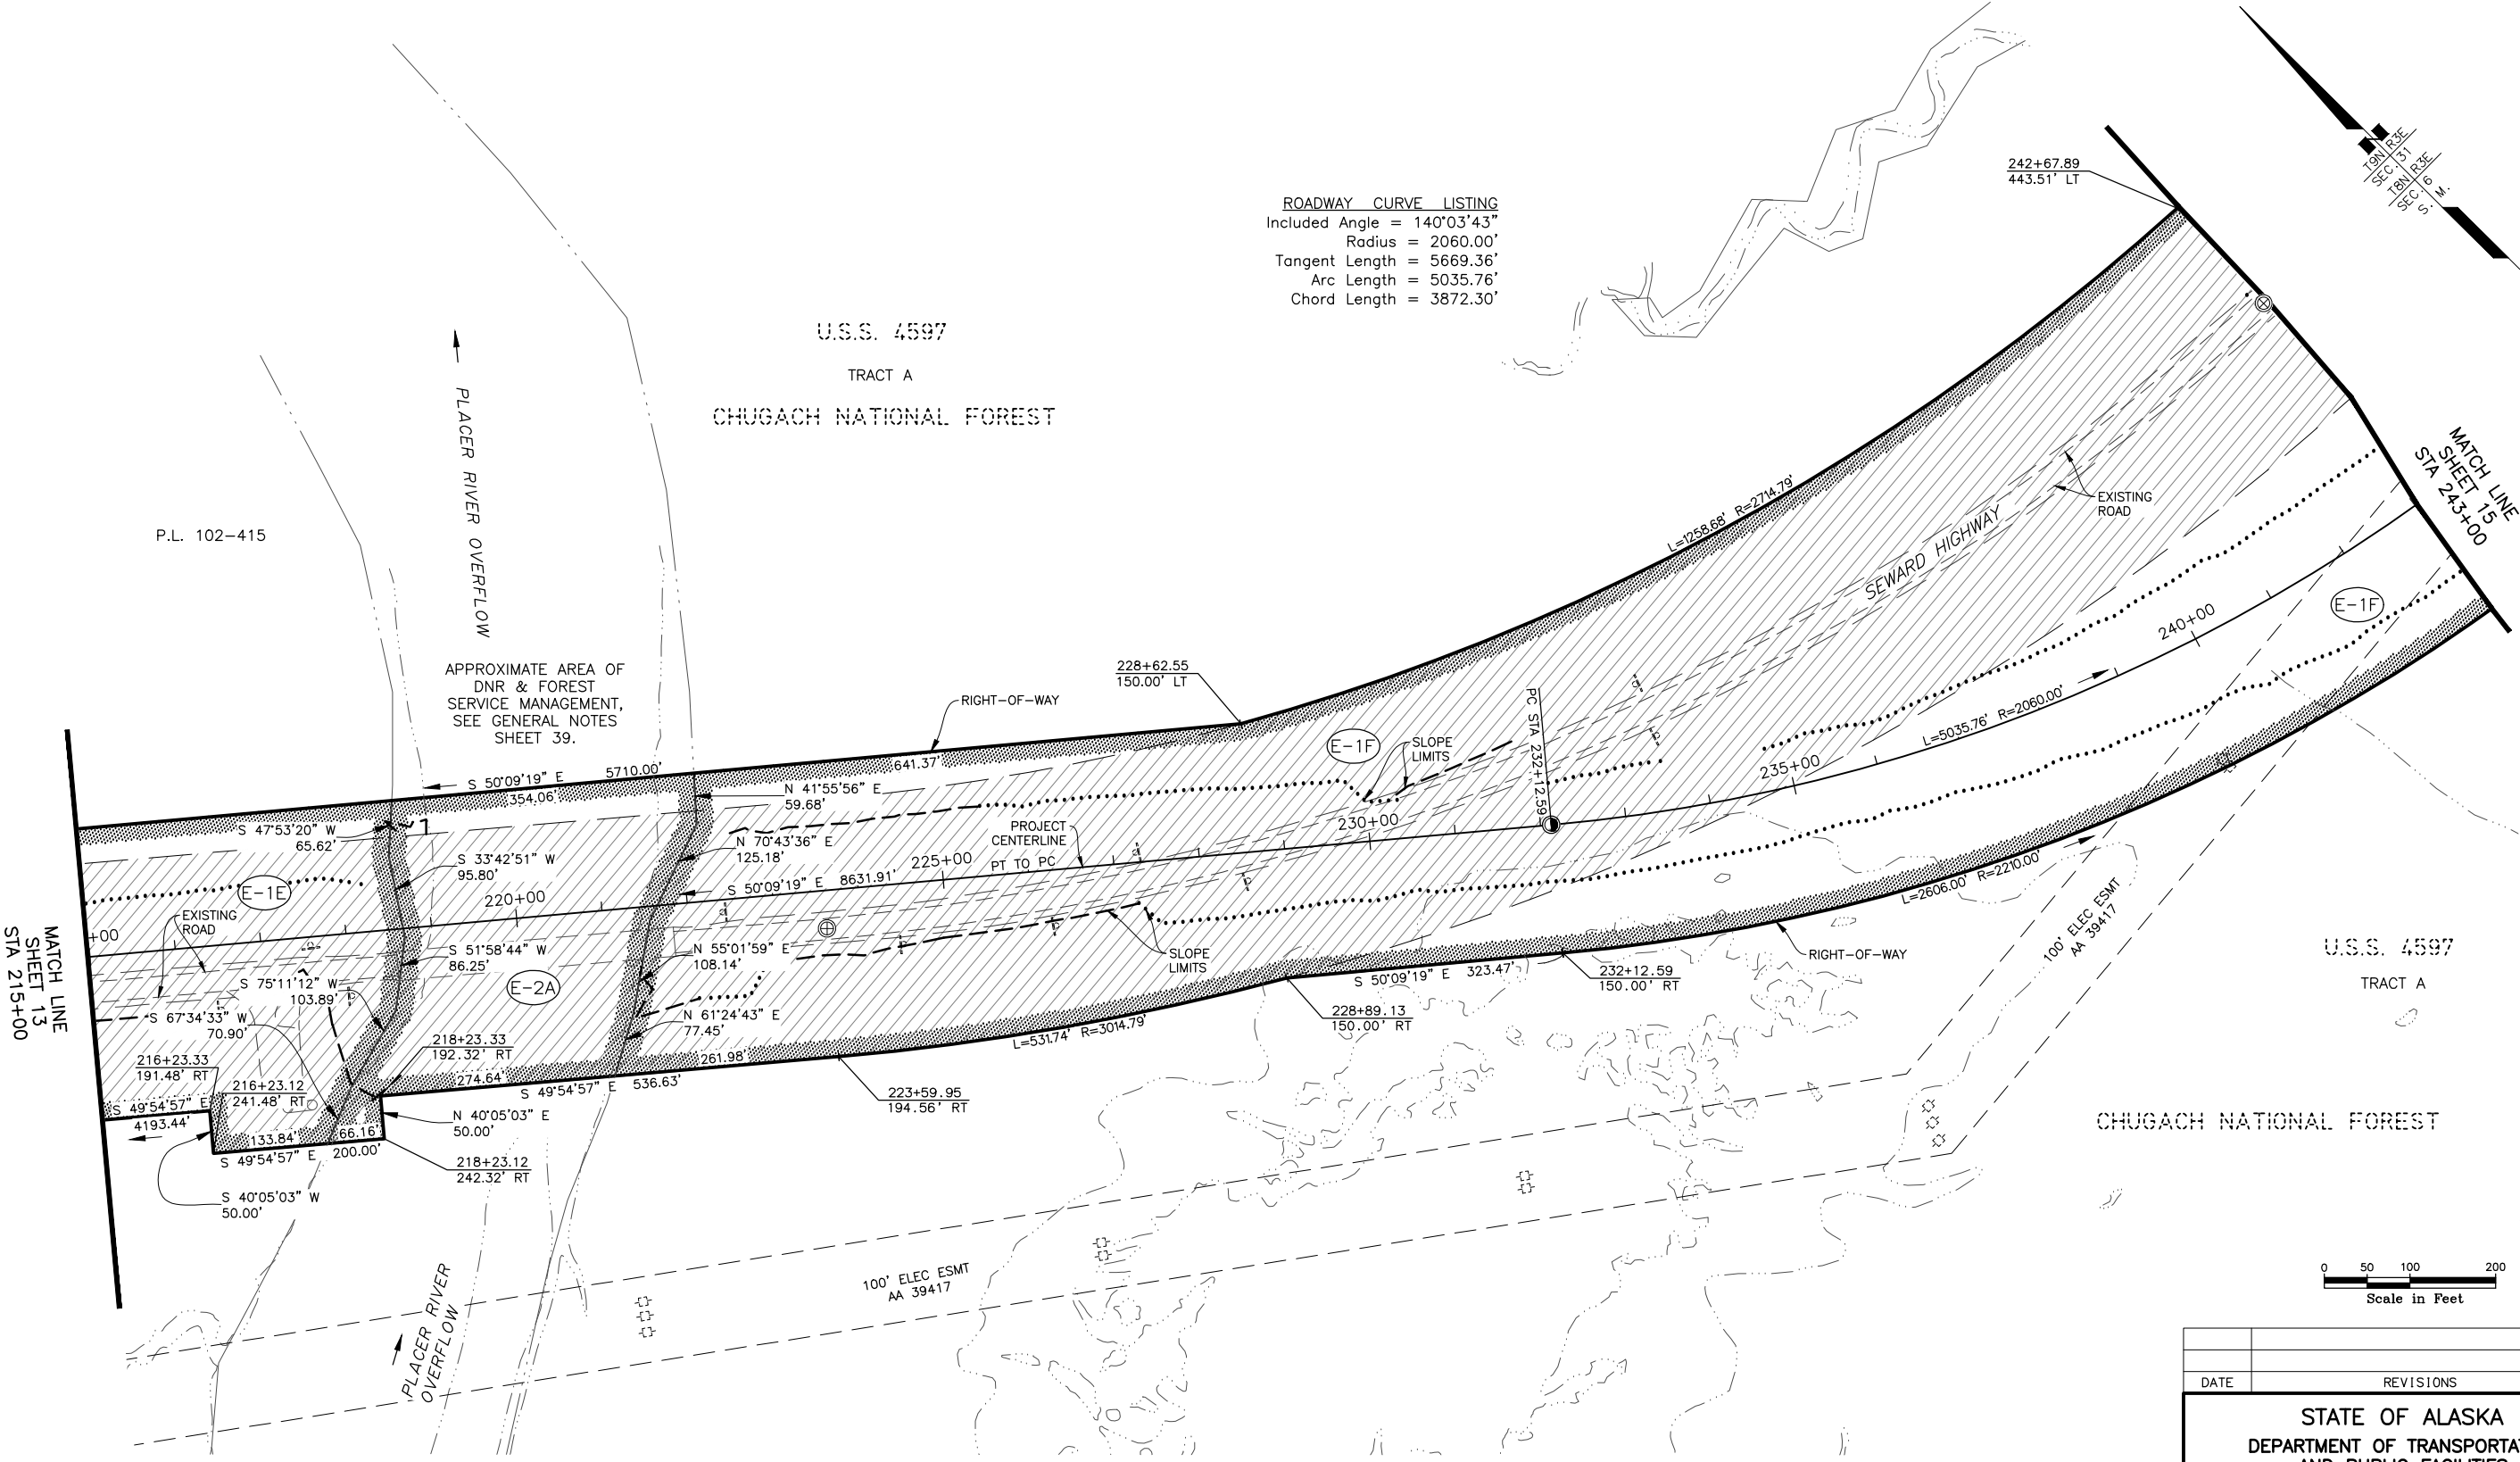 242+67.89
443.51' LT
T9N R3E
SEC. 31
T8N R3E
SEC. 6
S. M.
ROADWAY CURVE LISTING
Included Angle = 140°03'43"
Radius = 2060.00'
Tangent Length = 5669.36'
Arc Length = 5035.76'
Chord Length = 3872.30'
U.S.S. 4597
TRACT A
CHUGACH NATIONAL FOREST
PLACER RIVER OVERFLOW
P.L. 102-415
APPROXIMATE AREA OF
DNR & FOREST
SERVICE MANAGEMENT,
SEE GENERAL NOTES
SHEET 39.
228+62.55
150.00' LT
RIGHT-OF-WAY
L=1258.68' R=2714.79'
SEWARD HIGHWAY
EXISTING
ROAD
MATCH LINE
SHEET 15
STA 243+00
E-1F
240+00
L=5035.76' R=2060.00'
235+00
PC STA 232+12.59
E-1F
SLOPE
LIMITS
230+00
S 50°09'19" E 5710.00'
354.06'
641.37'
N 41°55'56" E
59.68'
S 47°53'20" W
65.62'
N 70°43'36" E
125.18'
PROJECT
CENTERLINE
S 33°42'51" W
95.80'
225+00
PT TO PC
S 50°09'19" E 8631.91'
E-1E
220+00
EXISTING
ROAD
+00
MATCH LINE
SHEET 13
STA 215+00
S 51°58'44" W
86.25'
N 55°01'59" E
108.14'
SLOPE
LIMITS
S 75°11'12" W
103.89'
E-2A
S 67°34'33" W
70.90'
N 61°24'43" E
77.45'
216+23.33
191.48' RT
218+23.33
192.32' RT
216+23.12
241.48' RT
274.64'
261.98'
S 49°54'57" E 536.63'
L=531.74' R=3014.79'
223+59.95
194.56' RT
S 50°09'19" E 323.47'
228+89.13
150.00' RT
232+12.59
150.00' RT
L=2606.00' R=2210.00'
RIGHT-OF-WAY
100' ELEC ESMT
AA 39417
U.S.S. 4597
TRACT A
CHUGACH NATIONAL FOREST
S 49°54'57" E
4193.44'
133.84'
66.16'
S 49°54'57" E 200.00'
N 40°05'03" E
50.00'
218+23.12
242.32' RT
S 40°05'03" W
50.00'
PLACER RIVER
OVERFLOW
100' ELEC ESMT
AA 39417
0 50 100 200
Scale in Feet
DATE REVISIONS
STATE OF ALASKA
DEPARTMENT OF TRANSPORTAT